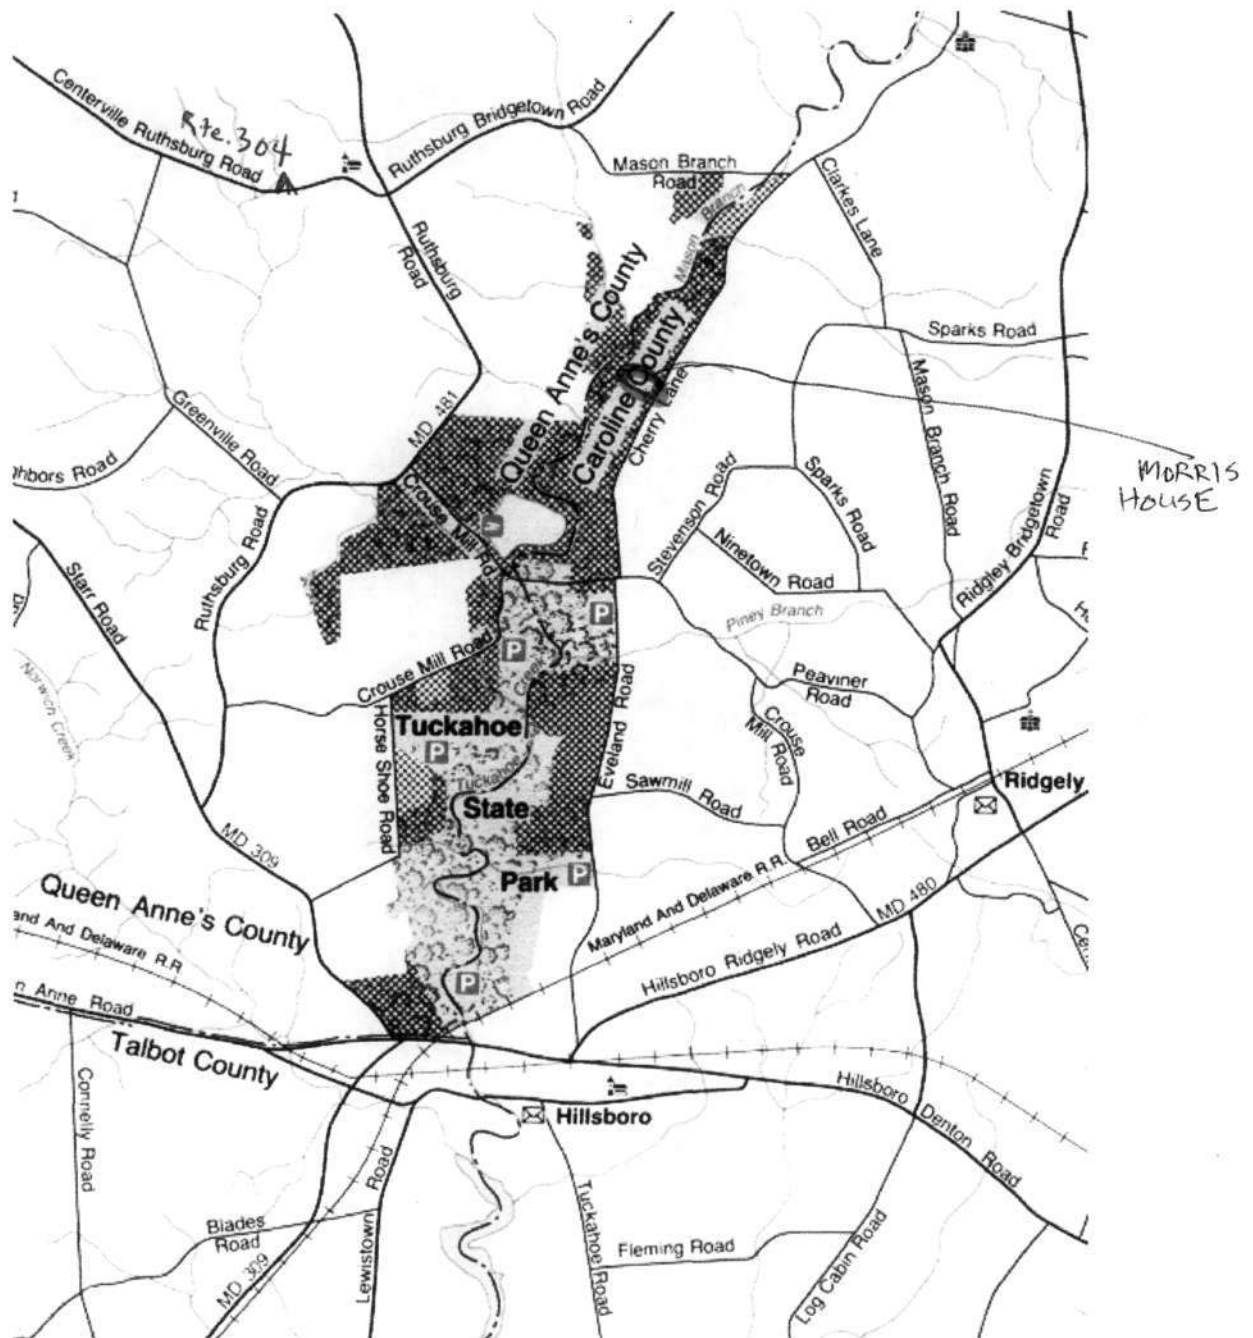 Centerville Ruthsburg Road
Rte. 304
Ruthsburg Bridgetown Road
Mason Branch
Road
Mason Branch
Clarkes Lane
Ruthsburg
Road
Queen Anne's County
Caroline County
Sparks Road
Cherry Lane
Mason Branch Road
MORRIS
HOUSE
Greenville Road
MD 481
ghbors Road
Crouse Mill Rd.
Stevenson Road
Sparks Road
Ninetown Road
Ridgley Bridgetown
Road
Starr Road
Ruthsburg Road
Piney Branch
P
P
Crouse Mill Road
Creek
Peaviner
Road
Norwich Creek
Horse Shoe Road
Tuckahoe
P
Tuckahoe
Eveland Road
Crouse
Mill Road
Sawmill Road
Ridgely
State
MD 309
Bell Road
Park
P
Maryland And Delaware R.R.
MD 480
Queen Anne's County
and And Delaware R.R
Hillsboro Ridgely Road
P
n Anne Road
Talbot County
Connelly Road
Hillsboro
Hillsboro Denton Road
Blades
Road
MD 309
Lewistown Road
Tuckahoe Road
Fleming Road
Log Cabin Road